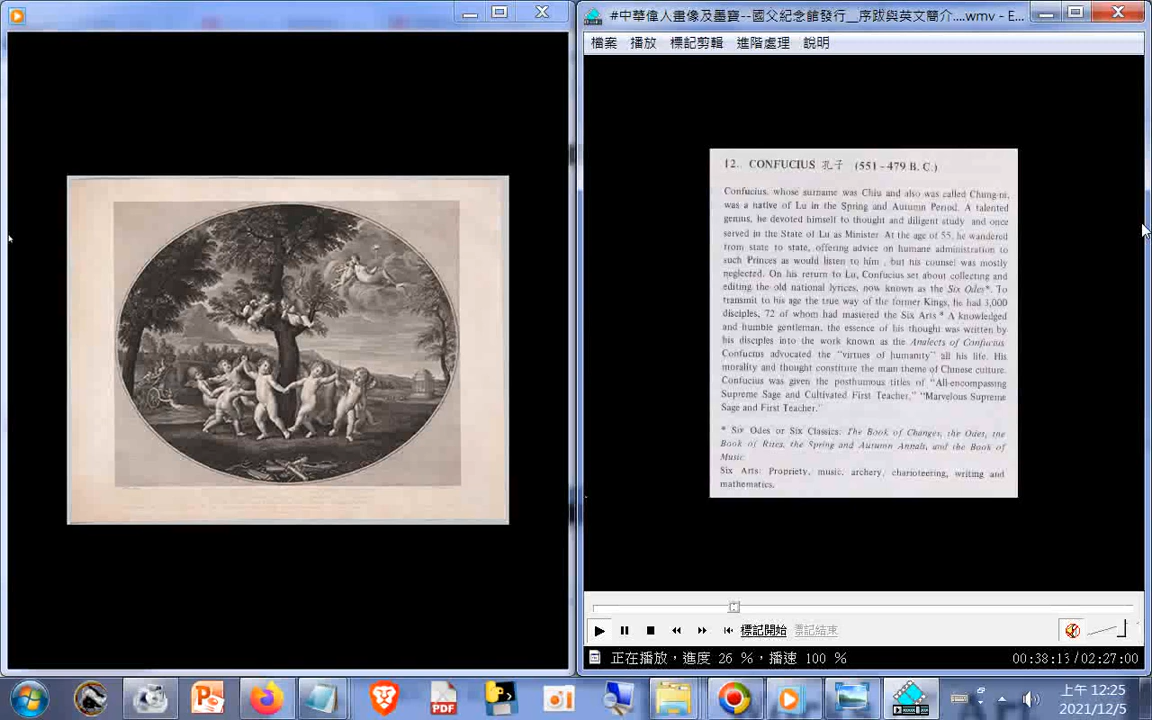 #中華偉人畫像及墨寶--國父紀念館發行__序跋與英文簡介....wmv - E...
檔案 播放 標記剪輯 進階處理 說明
12. CONFUCIUS 孔子 (551-479 B.C.)
Confucius, whose surname was Chiu and also was called Chung-ni,
was a native of Lu in the Spring and Autumn Period. A talented
genius, he devoted himself to thought and diligent study and once
served in the State of Lu as Minister. At the age of 55, he wandered
from state to state, offering advice on humane administration to
such Princes as would listen to him, but his counsel was mostly
neglected. On his return to Lu, Confucius set about collecting and
editing the old national lyrics, now known as the Six Odes*. To
transmit to his age the true way of the former Kings, he had 3,000
disciples, 72 of whom had mastered the Six Arts.* A knowledged
and humble gentleman, the essence of his thought was written by
his disciples into the work known as the Analects of Confucius.
Confucius advocated the "virtues of humanity" all his life. His
morality and thought constitute the main theme of Chinese culture.
Confucius was given the posthumous titles of "All-encompassing
Supreme Sage and Cultivated First Teacher," "Marvelous Supreme
Sage and First Teacher."
* Six Odes or Six Classics: The Book of Changes, the Odes, the
Book of Rites, the Spring and Autumn Annals, and the Book of
Music.
Six Arts: Propriety, music, archery, charioteering, writing and
mathematics.
標記開始 標記結束
正在播放，進度 26 %，播速 100 %
00:38:13/02:27:00
PDF
上午 12:25
2021/12/5